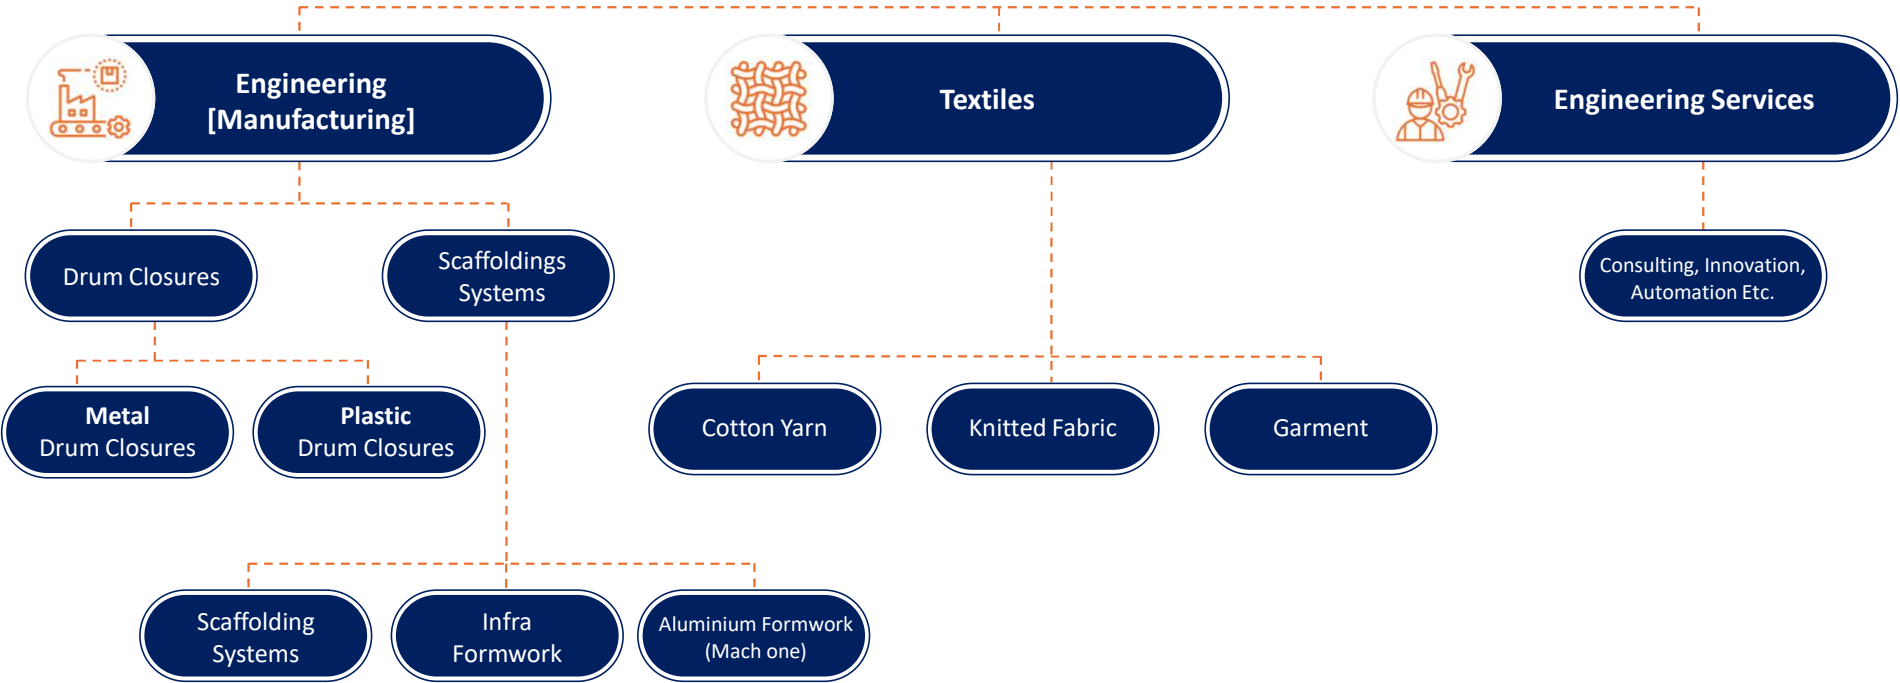 Engineering
[Manufacturing]
Textiles
Engineering Services
Drum Closures
Scaffoldings
Systems
Consulting, Innovation,
Automation Etc.
Metal
Drum Closures
Plastic
Drum Closures
Cotton Yarn
Knitted Fabric
Garment
Scaffolding
Systems
Infra
Formwork
Aluminium Formwork
(Mach one)